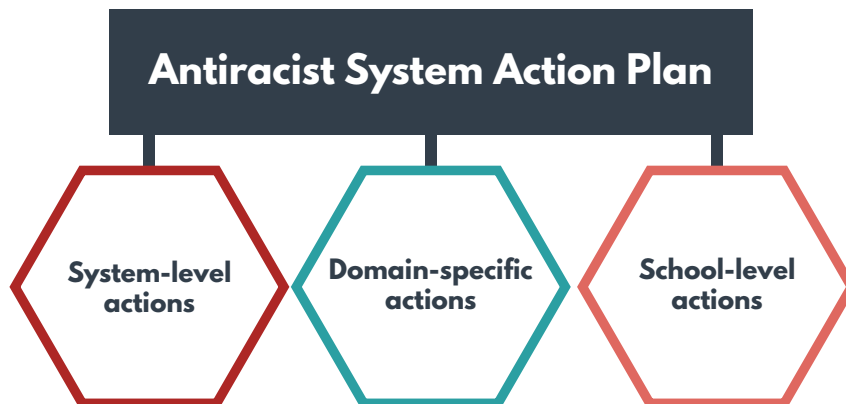 Antiracist System Action Plan
System-level
actions
Domain-specific
actions
School-level
actions